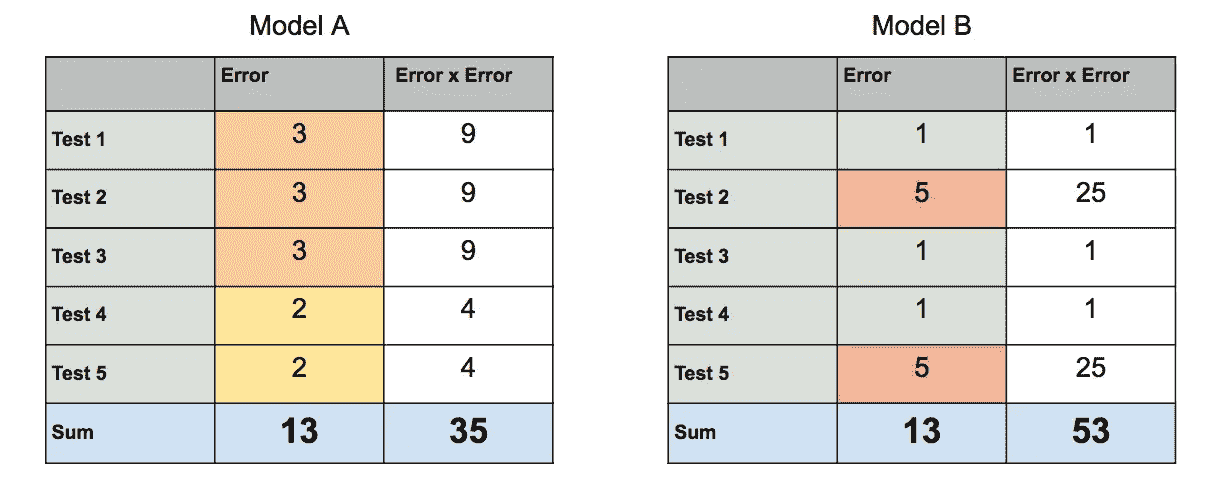 Model A
Error Error x Error
Test 1 3 9
Test 2 3 9
Test 3 3 9
Test 4 2 4
Test 5 2 4
Sum 13 35
Model B
Error Error x Error
Test 1 1 1
Test 2 5 25
Test 3 1 1
Test 4 1 1
Test 5 5 25
Sum 13 53